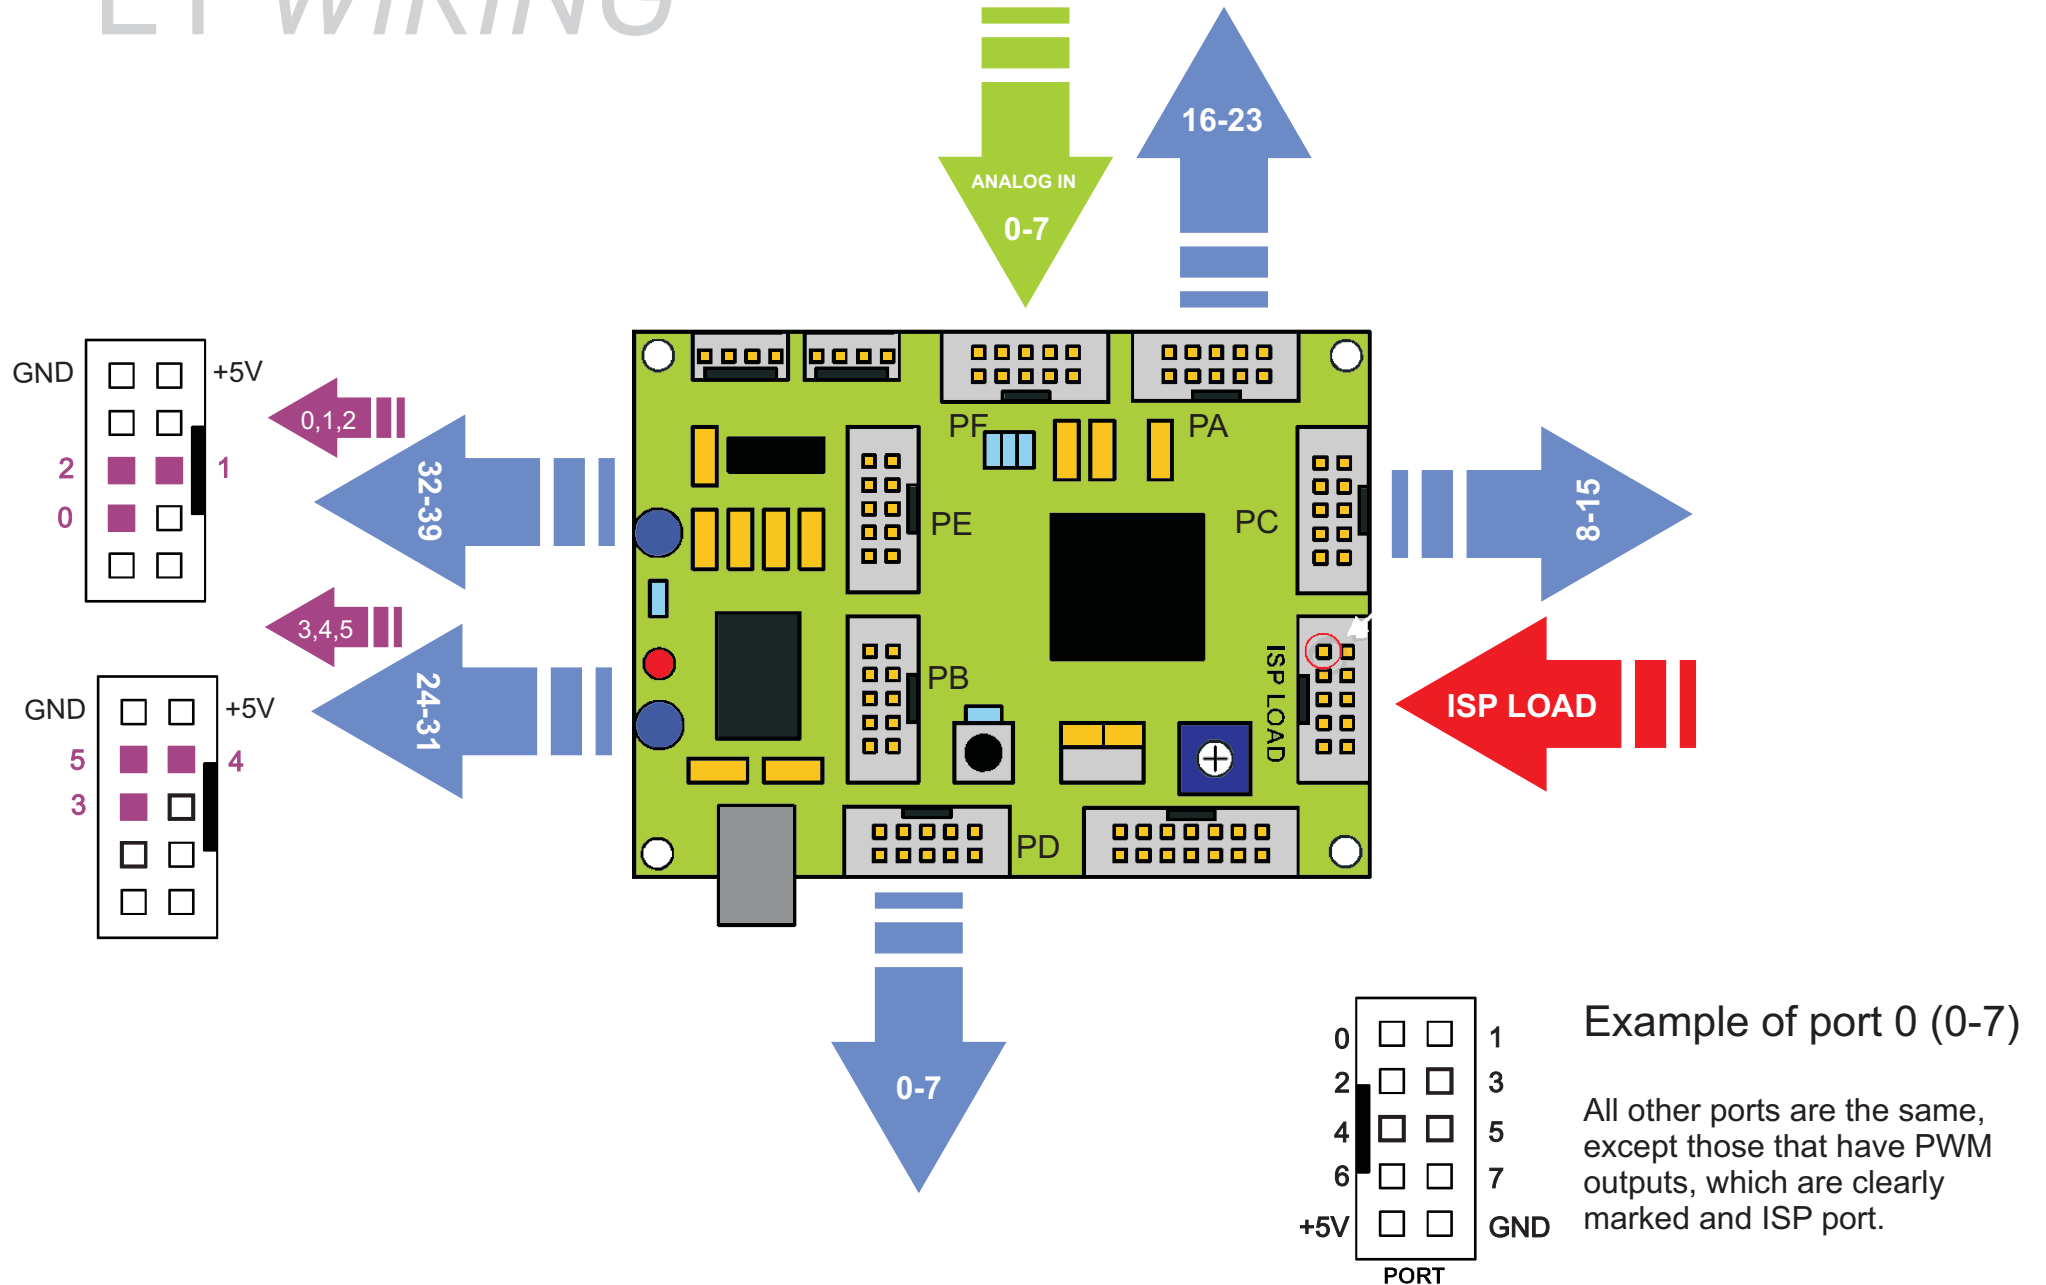 ET WIRING
ANALOG IN
0-7
16-23
GND
+5V
2
1
0
0,1,2
32-39
3,4,5
24-31
GND
+5V
5
4
3
PF
PA
PE
PC
PB
ISP LOAD
PD
8-15
ISP LOAD
0-7
0
1
2
3
4
5
6
7
+5V
GND
PORT
Example of port 0 (0-7)
All other ports are the same,
except those that have PWM
outputs, which are clearly
marked and ISP port.